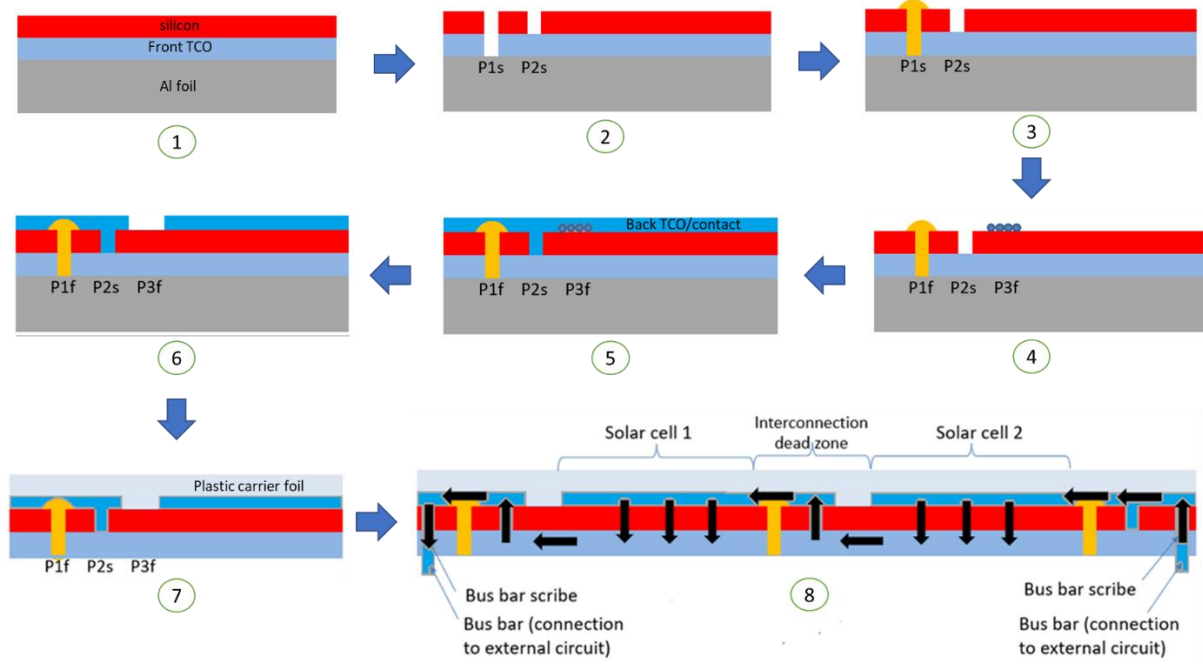 silicon
Front TCO
Al foil
1
P1s P2s
2
P1s P2s
3
P1f P2s P3f
4
Back TCO/contact
P1f P2s P3f
5
P1f P2s P3f
6
Plastic carrier foil
P1f P2s P3f
7
Solar cell 1
Interconnection
dead zone
Solar cell 2
Bus bar scribe
Bus bar (connection
to external circuit)
8
Bus bar scribe
Bus bar (connection
to external circuit)